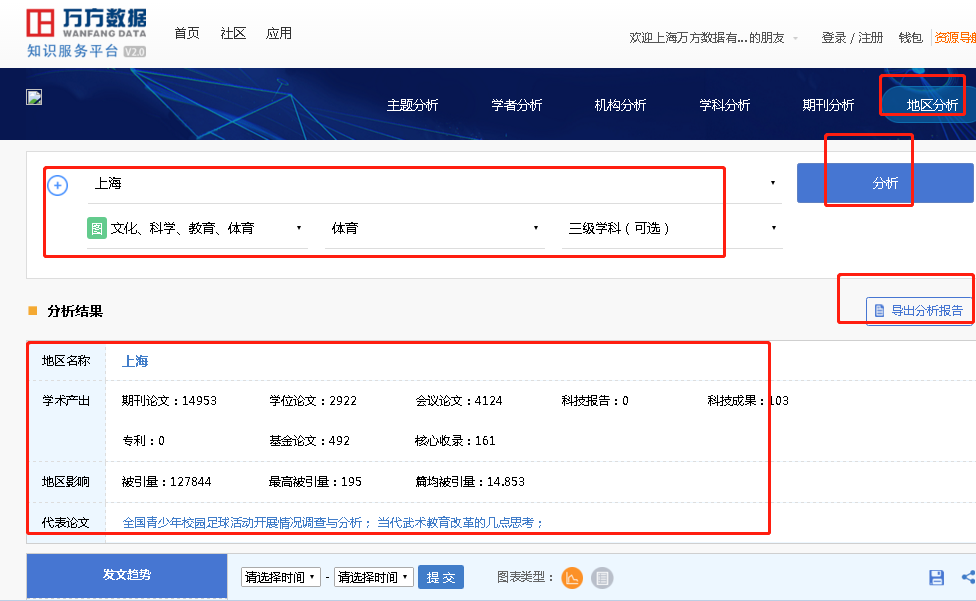 万方数据
WANFANG DATA
知识服务平台 V2.0
首页 社区 应用
欢迎上海万方数据有...的朋友 登录 / 注册 钱包 资源导航
主题分析 学者分析 机构分析 学科分析 期刊分析 地区分析
上海
分析
图 文化、科学、教育、体育 体育 三级学科（可选）
分析结果
导出分析报告
地区名称 上海
学术产出 期刊论文：14953 学位论文：2922 会议论文：4124 科技报告：0 科技成果：103
专利：0 基金论文：492 核心收录：161
地区影响 被引量：127844 最高被引量：195 篇均被引量：14.853
代表论文 全国青少年校园足球活动开展情况调查与分析； 当代武术教育改革的几点思考；
发文趋势 请选择时间 - 请选择时间 提 交 图表类型：